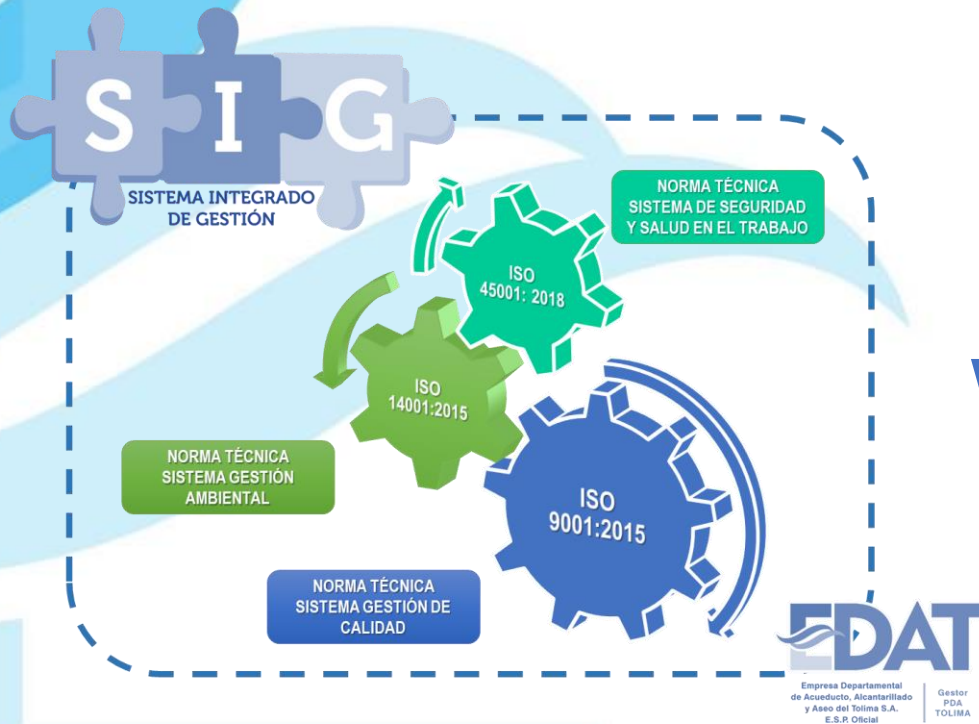 S I G
SISTEMA INTEGRADO
DE GESTIÓN
NORMA TÉCNICA
SISTEMA DE SEGURIDAD
Y SALUD EN EL TRABAJO
ISO
45001: 2018
ISO
14001:2015
NORMA TÉCNICA
SISTEMA GESTIÓN
AMBIENTAL
ISO
9001:2015
NORMA TÉCNICA
SISTEMA GESTIÓN DE
CALIDAD
EDAT
Empresa Departamental
de Acueducto, Alcantarillado
y Aseo del Tolima S.A.
E.S.P. Oficial
Gestor
PDA
TOLIMA